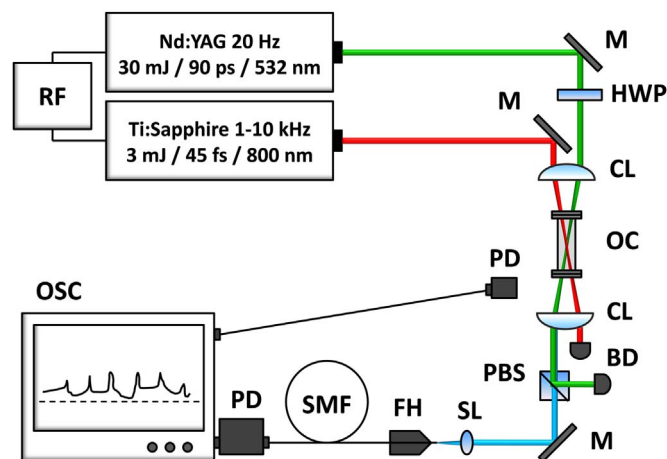 Nd:YAG 20 Hz
30 mJ / 90 ps / 532 nm
M
RF
HWP
M
Ti:Sapphire 1-10 kHz
3 mJ / 45 fs / 800 nm
CL
OC
PD
OSC
CL
BD
PBS
PD
SMF
FH
SL
M